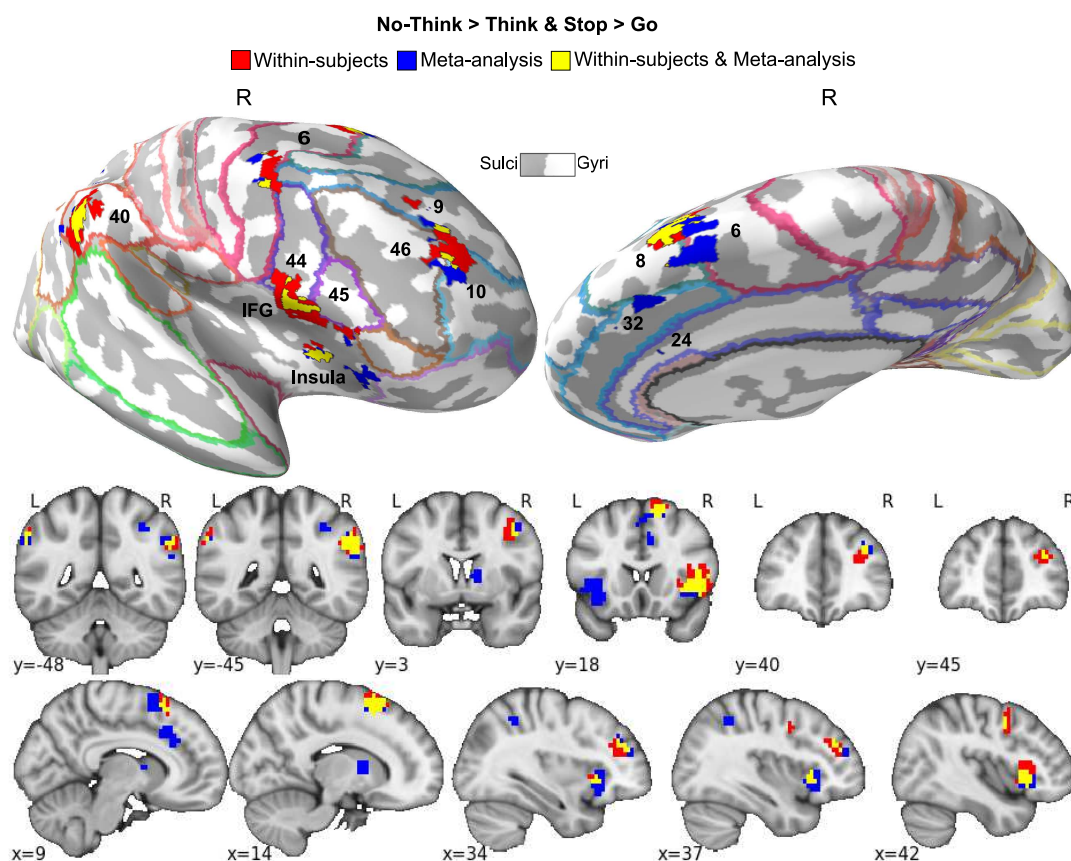 No-Think > Think & Stop > Go
Within-subjects Meta-analysis Within-subjects & Meta-analysis
R R
Sulci Gyri
6
40
9
46
44
45
10
IFG
Insula
6
8
32
24
L R L R L R L R L R L R
y=-48 y=-45 y=3 y=18 y=40 y=45
x=9 x=14 x=34 x=37 x=42